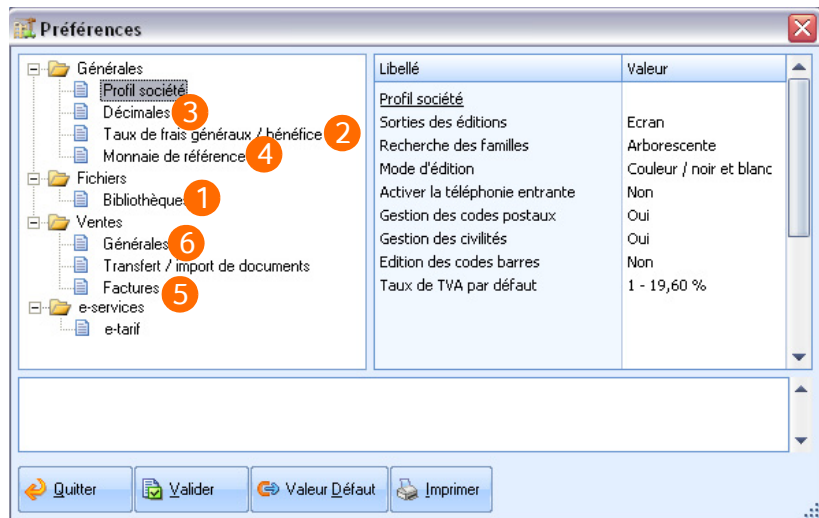 Préférences
Générales
Profil société
Décimales 3
Taux de frais généraux / bénéfice 2
Monnaie de référence 4
Fichiers
Bibliothèque 1
Ventes
Générales 6
Transfert / import de documents
Factures 5
e-services
e-tarif
Libellé Valeur
Profil société
Sorties des éditions Ecran
Recherche des familles Arborescente
Mode d'édition Couleur / noir et blanc
Activer la téléphonie entrante Non
Gestion des codes postaux Oui
Gestion des civilités Oui
Edition des codes barres Non
Taux de TVA par défaut 1 - 19,60 %
Quitter Valider Valeur Défaut Imprimer